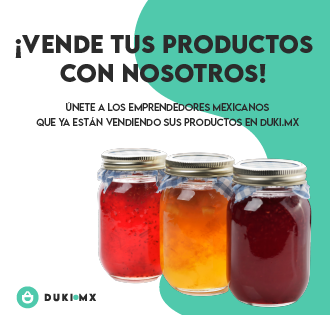 ¡VENDE TUS PRODUCTOS
CON NOSOTROS!
ÚNETE A LOS EMPRENDEDORES MEXICANOS
QUE YA ESTÁN VENDIENDO SUS PRODUCTOS EN DUKI.MX
DUKI•MX